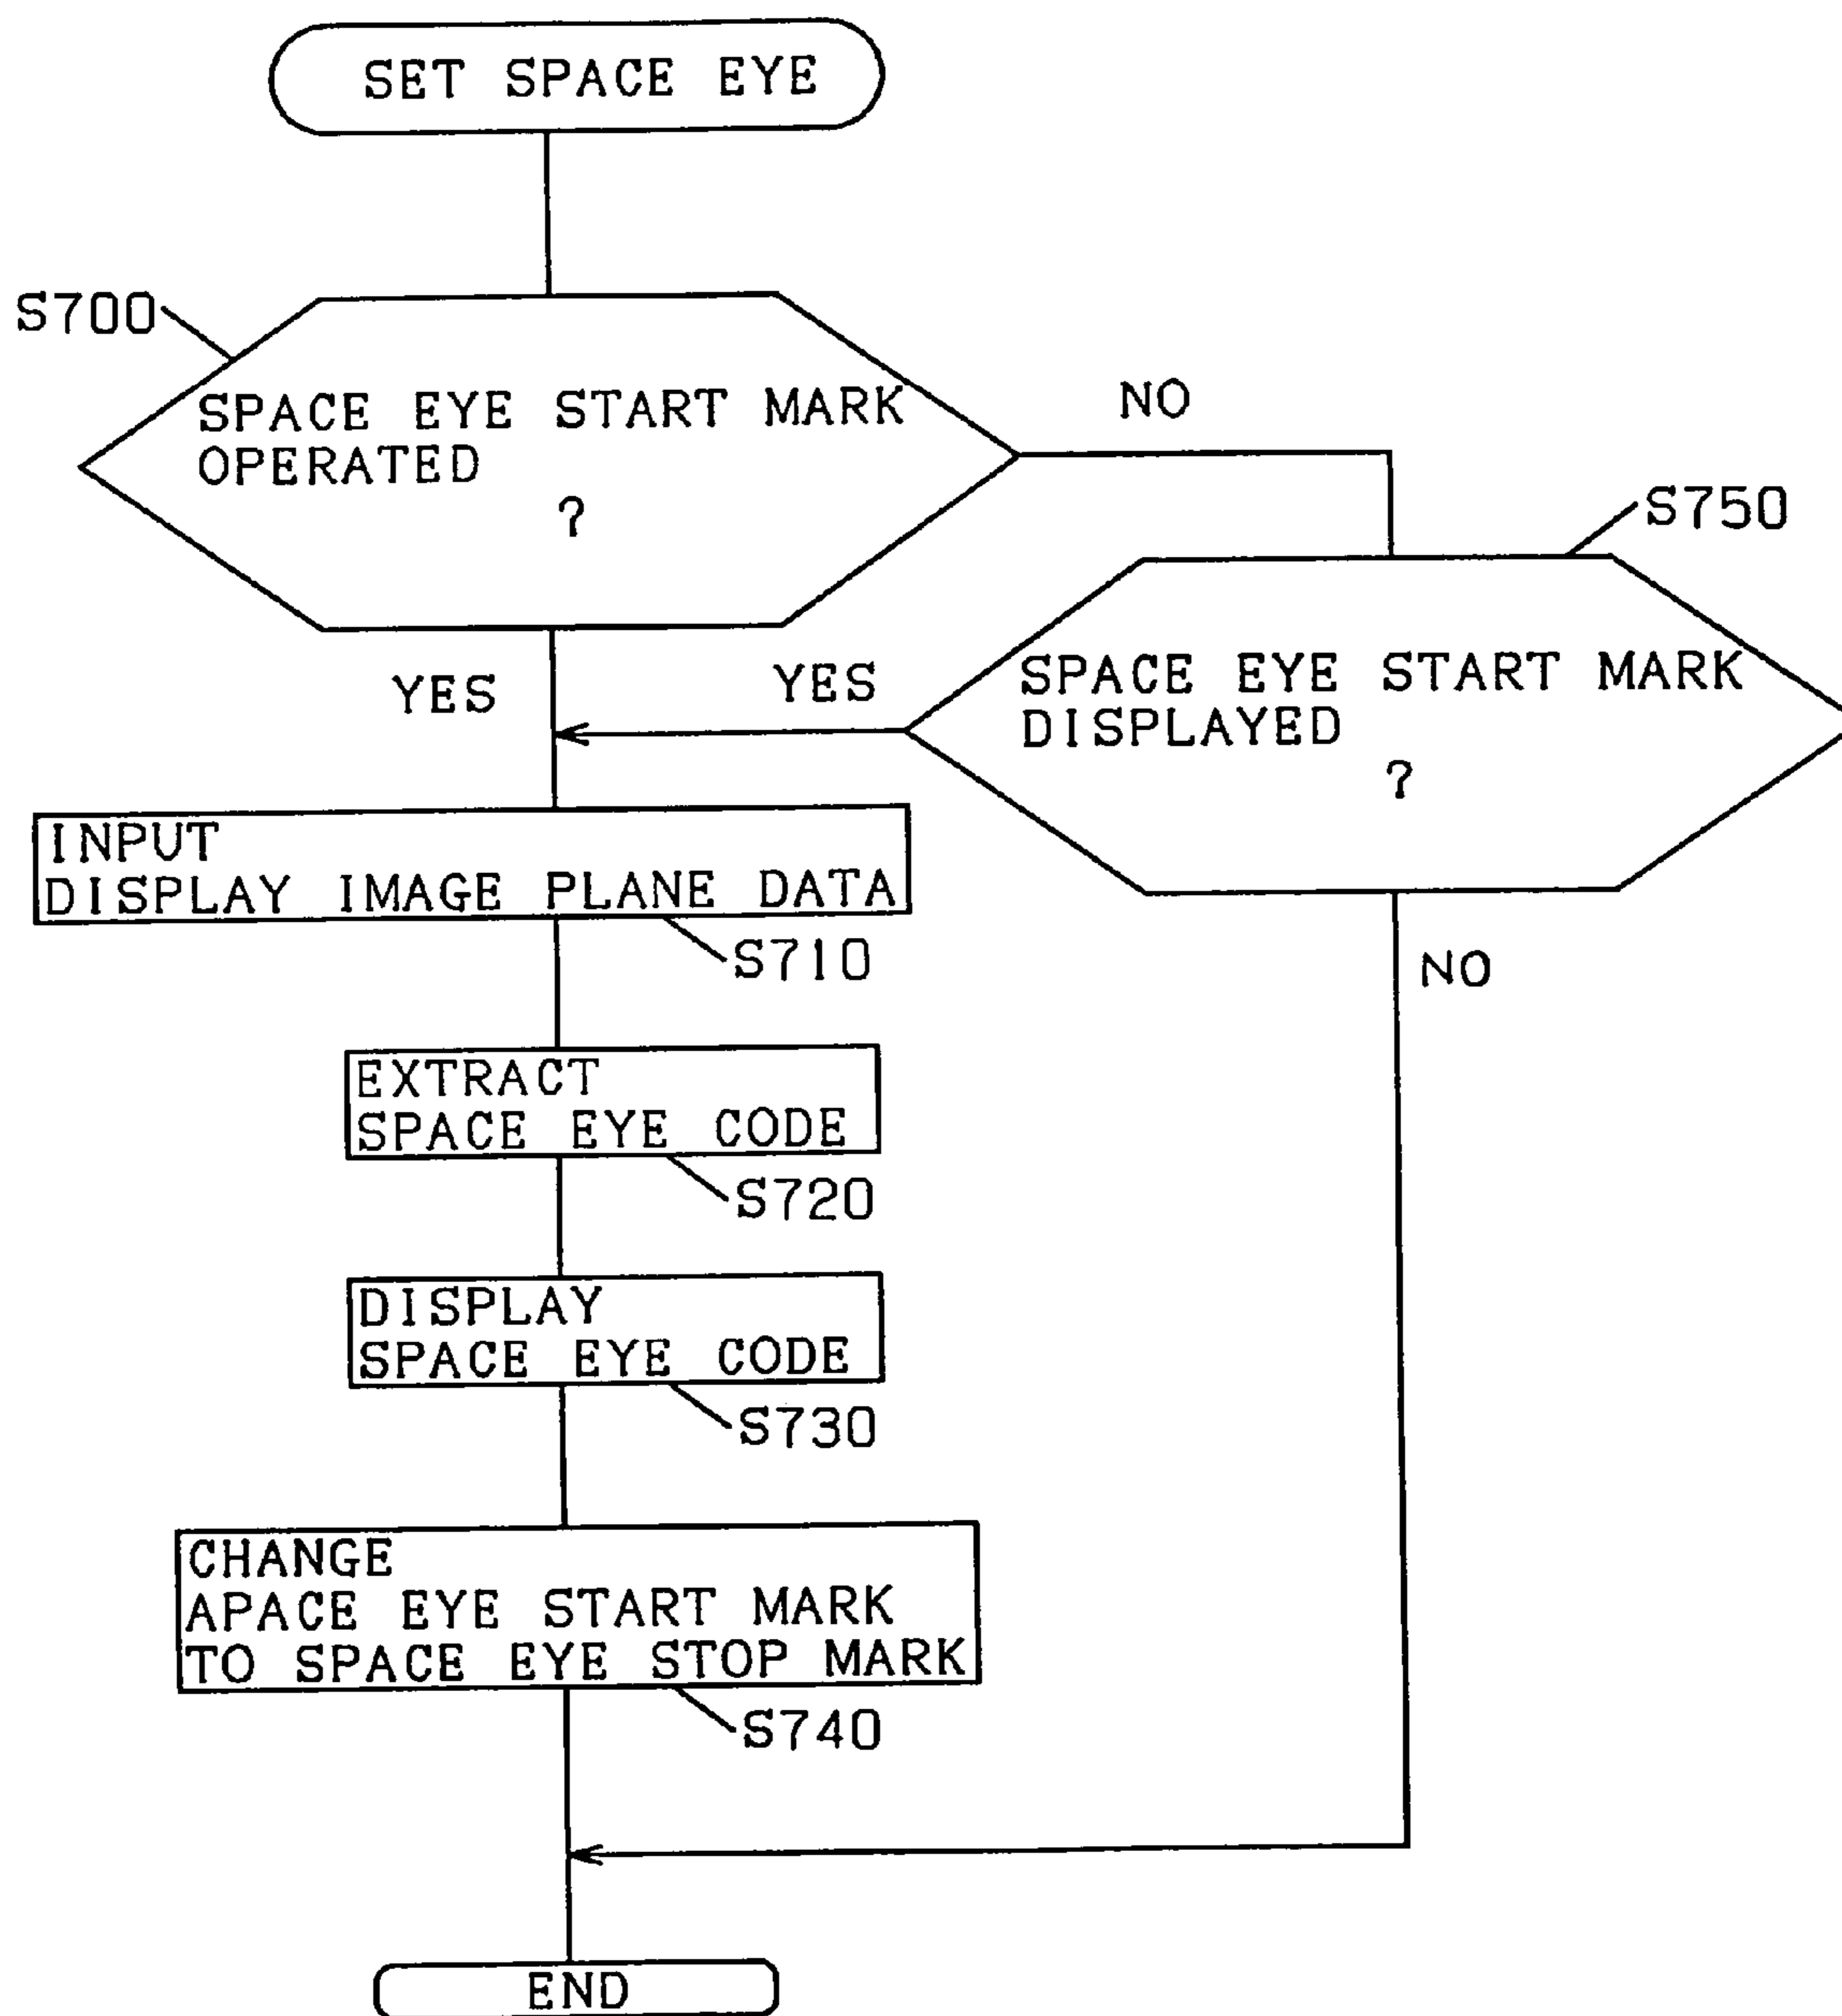 SET SPACE EYE
S700
SPACE EYE START MARK
OPERATED
?
NO
S750
SPACE EYE START MARK
DISPLAYED
?
YES
YES
NO
INPUT
DISPLAY IMAGE PLANE DATA
S710
EXTRACT
SPACE EYE CODE
S720
DISPLAY
SPACE EYE CODE
S730
CHANGE
APACE EYE START MARK
TO SPACE EYE STOP MARK
S740
END